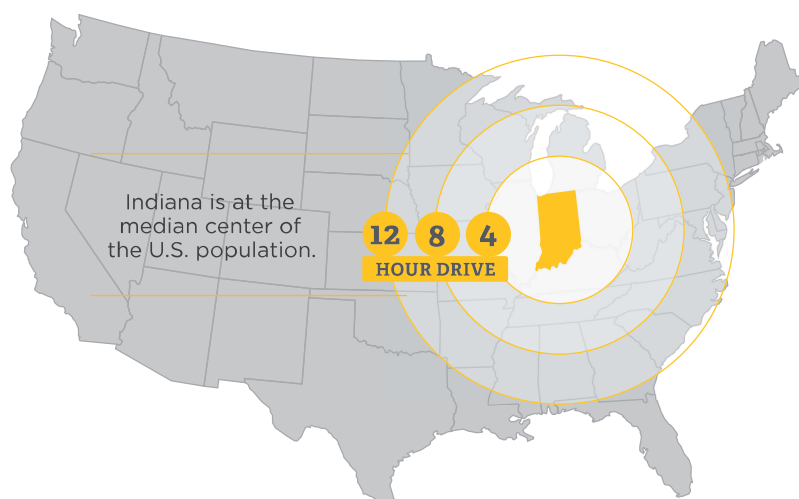 Indiana is at the
median center of
the U.S. population.
12 8 4
HOUR DRIVE